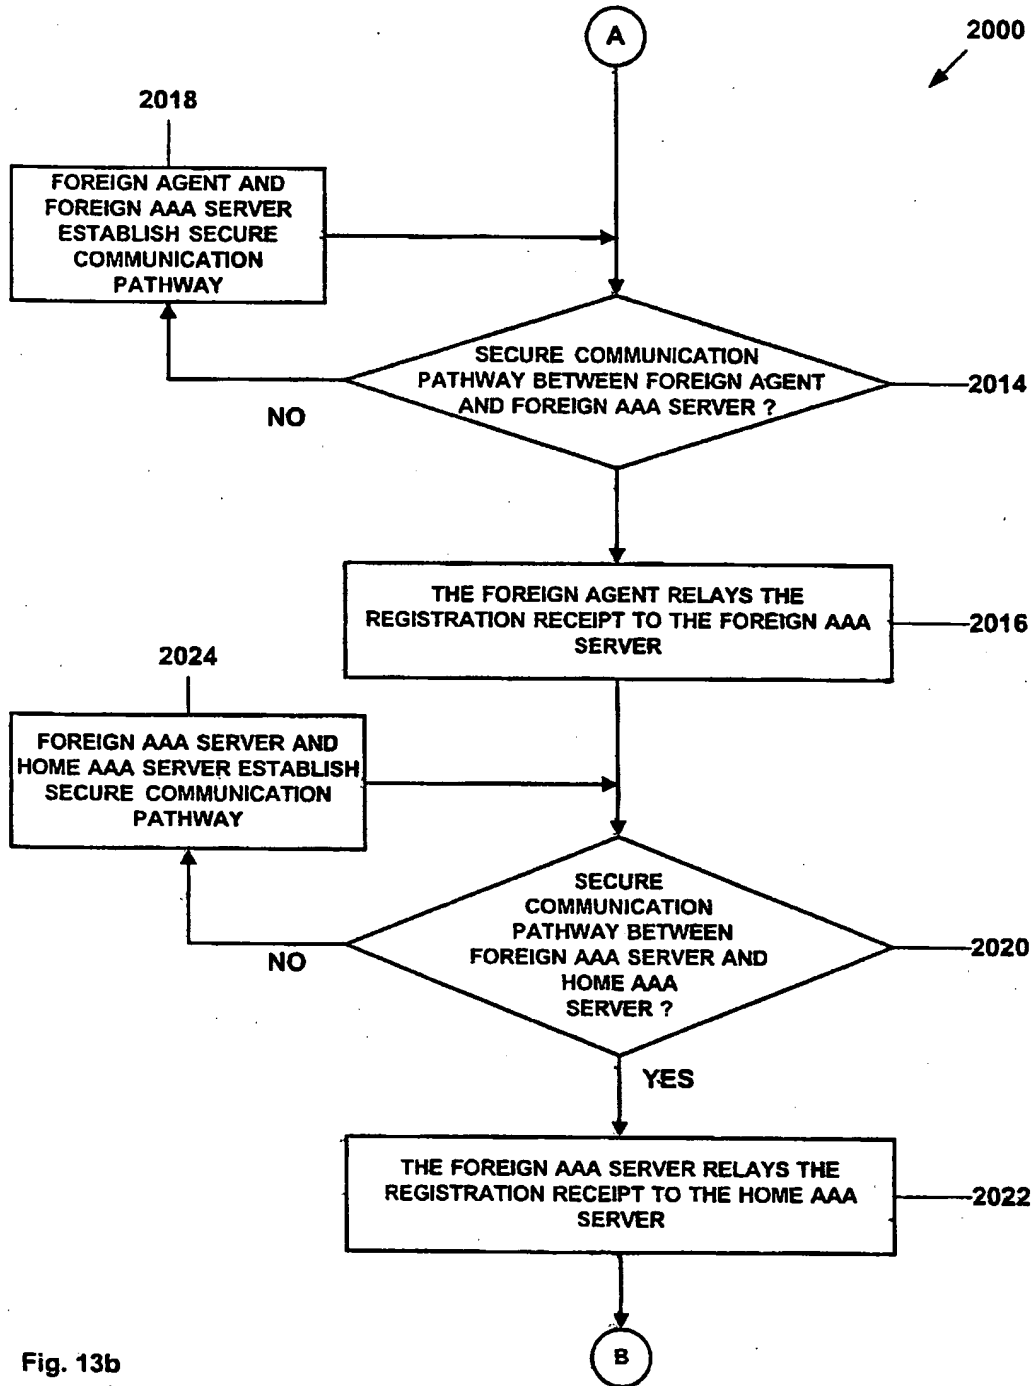 A
2000
2018
FOREIGN AGENT AND
FOREIGN AAA SERVER
ESTABLISH SECURE
COMMUNICATION
PATHWAY
SECURE COMMUNICATION
PATHWAY BETWEEN FOREIGN AGENT
AND FOREIGN AAA SERVER ?
2014
NO
THE FOREIGN AGENT RELAYS THE
REGISTRATION RECEIPT TO THE FOREIGN AAA
SERVER
2016
2024
FOREIGN AAA SERVER AND
HOME AAA SERVER ESTABLISH
SECURE COMMUNICATION
PATHWAY
SECURE
COMMUNICATION
PATHWAY BETWEEN
FOREIGN AAA SERVER AND
HOME AAA
SERVER ?
2020
NO
YES
THE FOREIGN AAA SERVER RELAYS THE
REGISTRATION RECEIPT TO THE HOME AAA
SERVER
2022
B
Fig. 13b